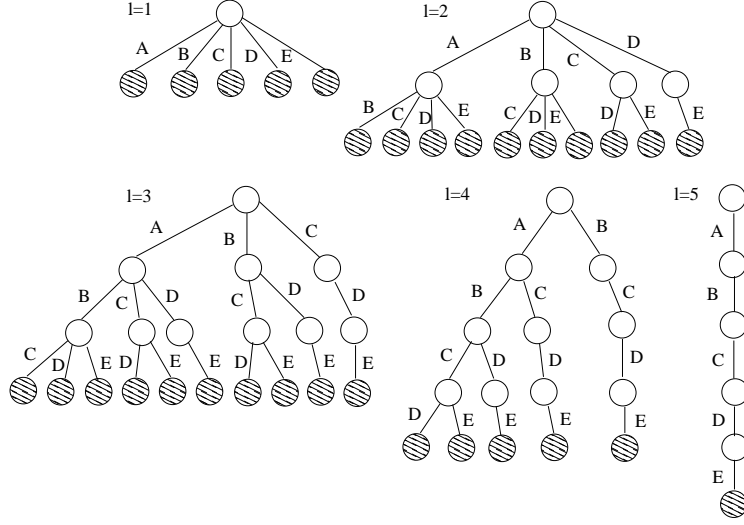 l=1
A B C D E
l=2
A B C D
B C D E C D E D E E
l=3
A B C
B C D C D D
C D E D E E D E E E
l=4
A B
B C C
C D D D
D E E E E
l=5
A
B
C
D
E